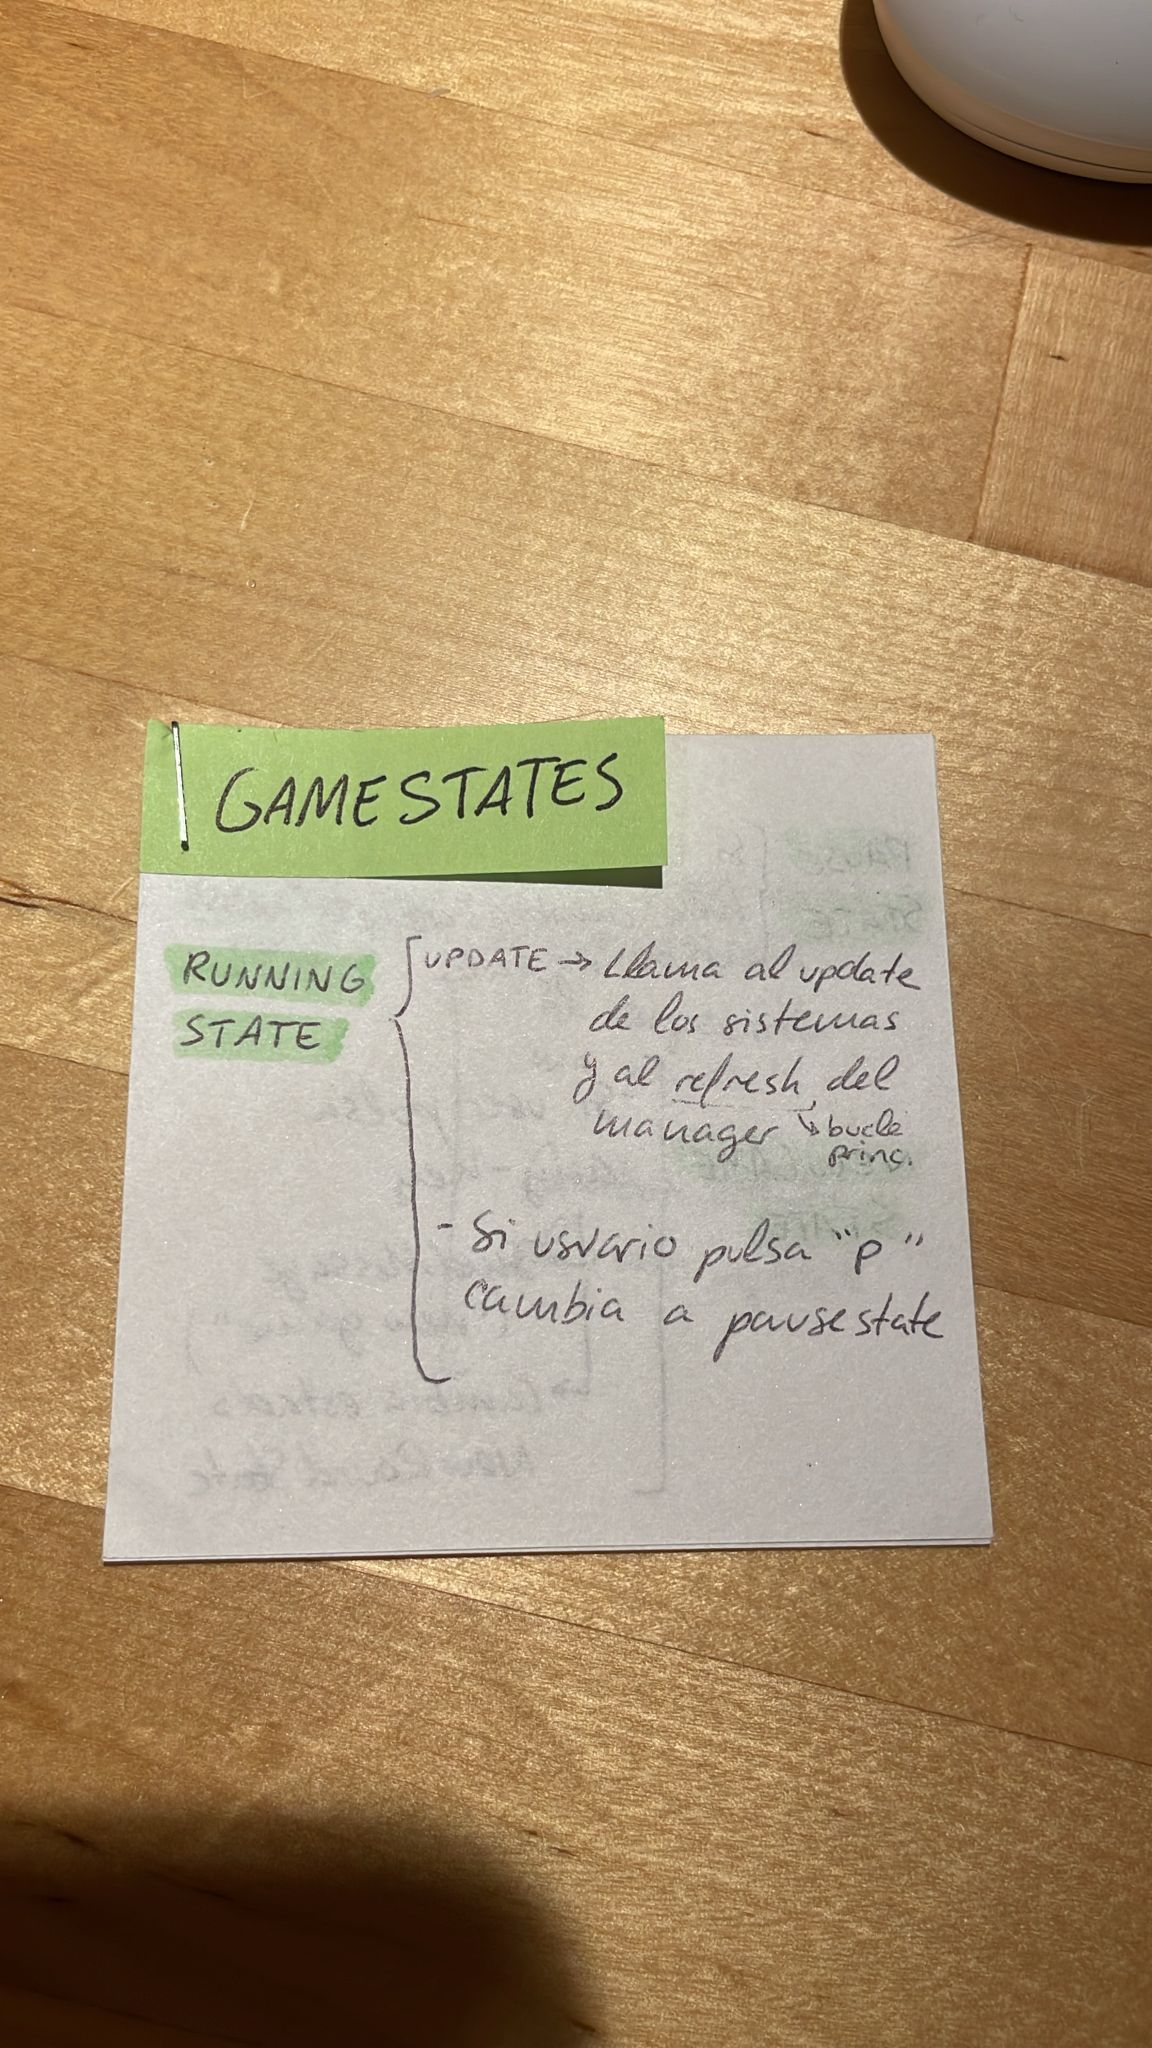 GAMESTATES
RUNNING
STATE
UPDATE → Llama al update
de los sistemas
y al refresh del
manager ↳ bucle
princ.
- Si usuario pulsa "p"
cambia a pausestate